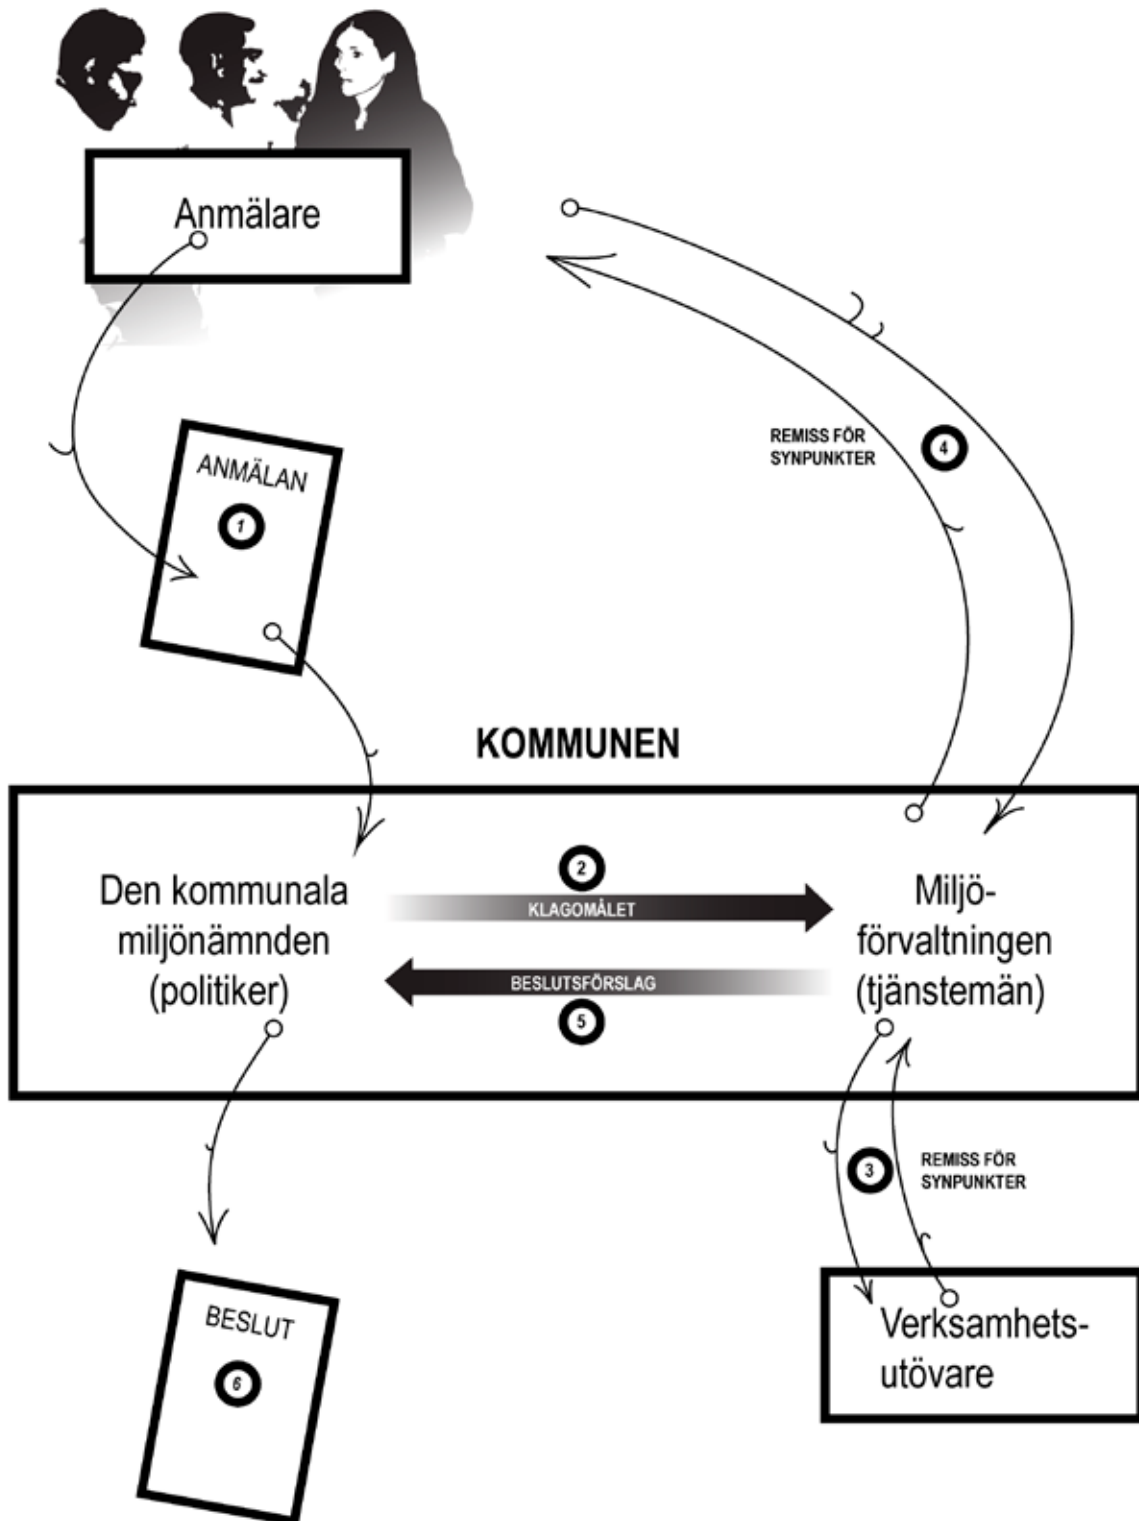 Anmälare
ANMÄLAN
1
REMISS FÖR
SYNPUNKTER
4
KOMMUNEN
Den kommunala
miljönämnden
(politiker)
2
KLAGOMÅLET
BESLUTSFÖRSLAG
5
Miljö-
förvaltningen
(tjänstemän)
3
REMISS FÖR
SYNPUNKTER
Verksamhets-
utövare
BESLUT
6